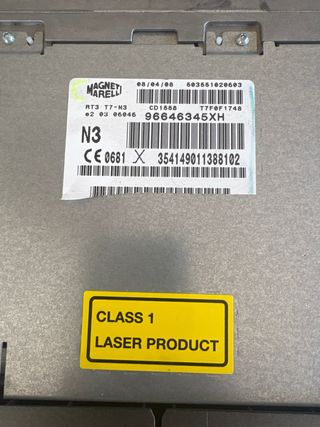 MAGNETI MARELLI
08/04/08 503551020603
RT3 T7-N3 CD1558 T7F0F1748
e2 03 06046 96646345XH
N3
CE 0681 X 354149011388102
CLASS 1
LASER PRODUCT